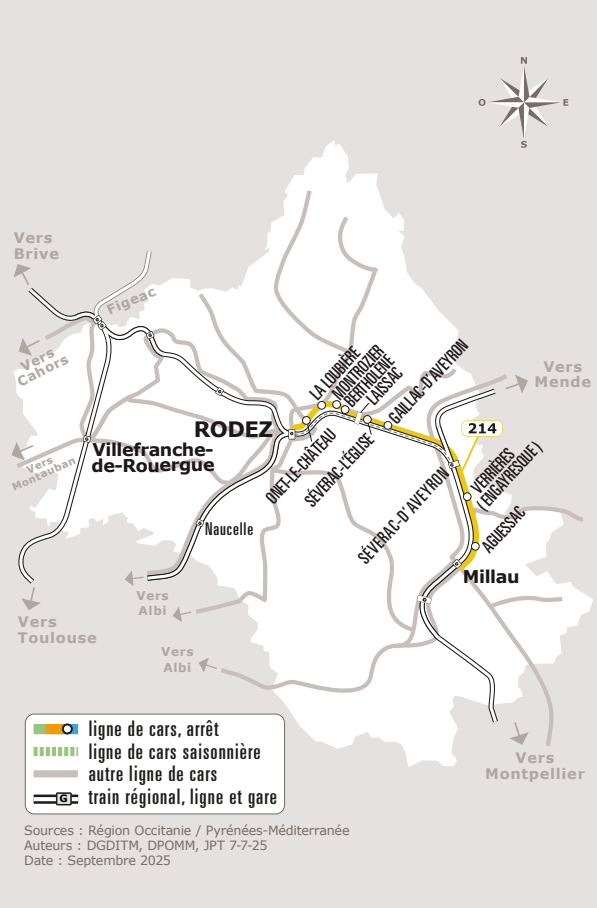 N
O
E
S
Vers
Brive
Figeac
Vers
Cahors
LA LOUBIÈRE
MONTROZIER
BERTHOLÈNE
LAISSAC
GAILLAC-D'AVEYRON
Vers
Mende
RODEZ
214
Villefranche-
de-Rouergue
Vers
Montauban
ONET-LE-CHÂTEAU
SÉVERAC-L'ÉGLISE
SÉVERAC-D'AVEYRON
VERRIÈRES
( ENGAYRESQUE )
AGUESSAC
Naucelle
Millau
Vers
Albi
Vers
Toulouse
Vers
Albi
Vers
Montpellier
ligne de cars, arrêt
ligne de cars saisonnière
autre ligne de cars
G
train régional, ligne et gare
Sources : Région Occitanie / Pyrénées-Méditerranée
Auteurs : DGDITM, DPOMM, JPT 7-7-25
Date : Septembre 2025